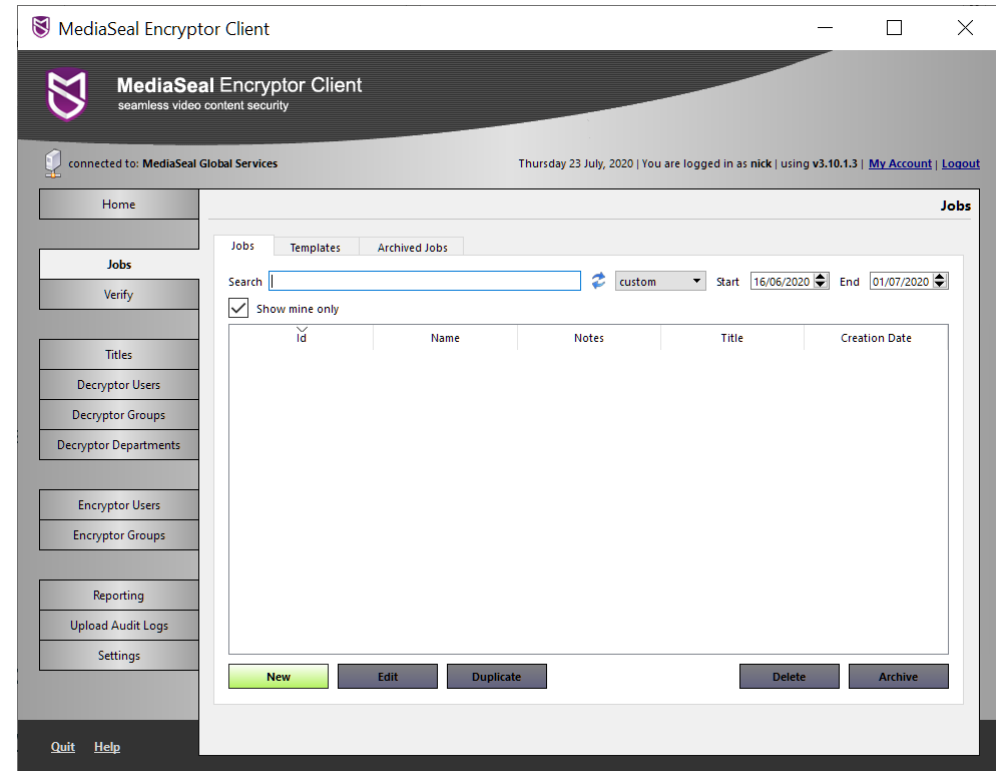 MediaSeal Encryptor Client
MediaSeal Encryptor Client
seamless video content security
connected to: MediaSeal Global Services
Thursday 23 July, 2020 | You are logged in as nick | using v3.10.1.3 | My Account | Logout
Home
Jobs
Verify
Titles
Decryptor Users
Decryptor Groups
Decryptor Departments
Encryptor Users
Encryptor Groups
Reporting
Upload Audit Logs
Settings
Jobs
Jobs Templates Archived Jobs
Search custom Start 16/06/2020 End 01/07/2020
Show mine only
Id Name Notes Title Creation Date
New Edit Duplicate Delete Archive
Quit Help